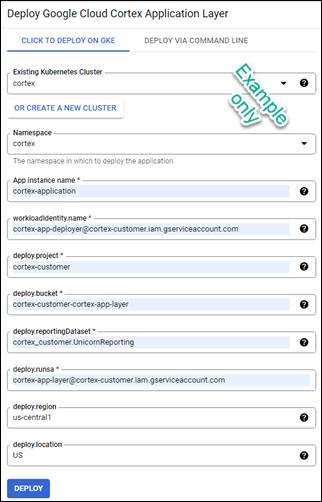 Deploy Google Cloud Cortex Application Layer
CLICK TO DEPLOY ON GKE DEPLOY VIA COMMAND LINE
Existing Kubernetes Cluster
cortex
Example
only
OR CREATE A NEW CLUSTER
Namespace
cortex
The namespace in which to deploy the application
App instance name *
cortex-application
workloadIdentity.name *
cortex-app-deployer@cortex-customer.iam.gserviceaccount.com
deploy.project *
cortex-customer
deploy.bucket *
cortex-customer-cortex-app-layer
deploy.reportingDataset *
cortex_customer.UnicornReporting
deploy.runsa *
cortex-app-layer@cortex-customer.iam.gserviceaccount.com
deploy.region
us-central1
deploy.location
US
DEPLOY